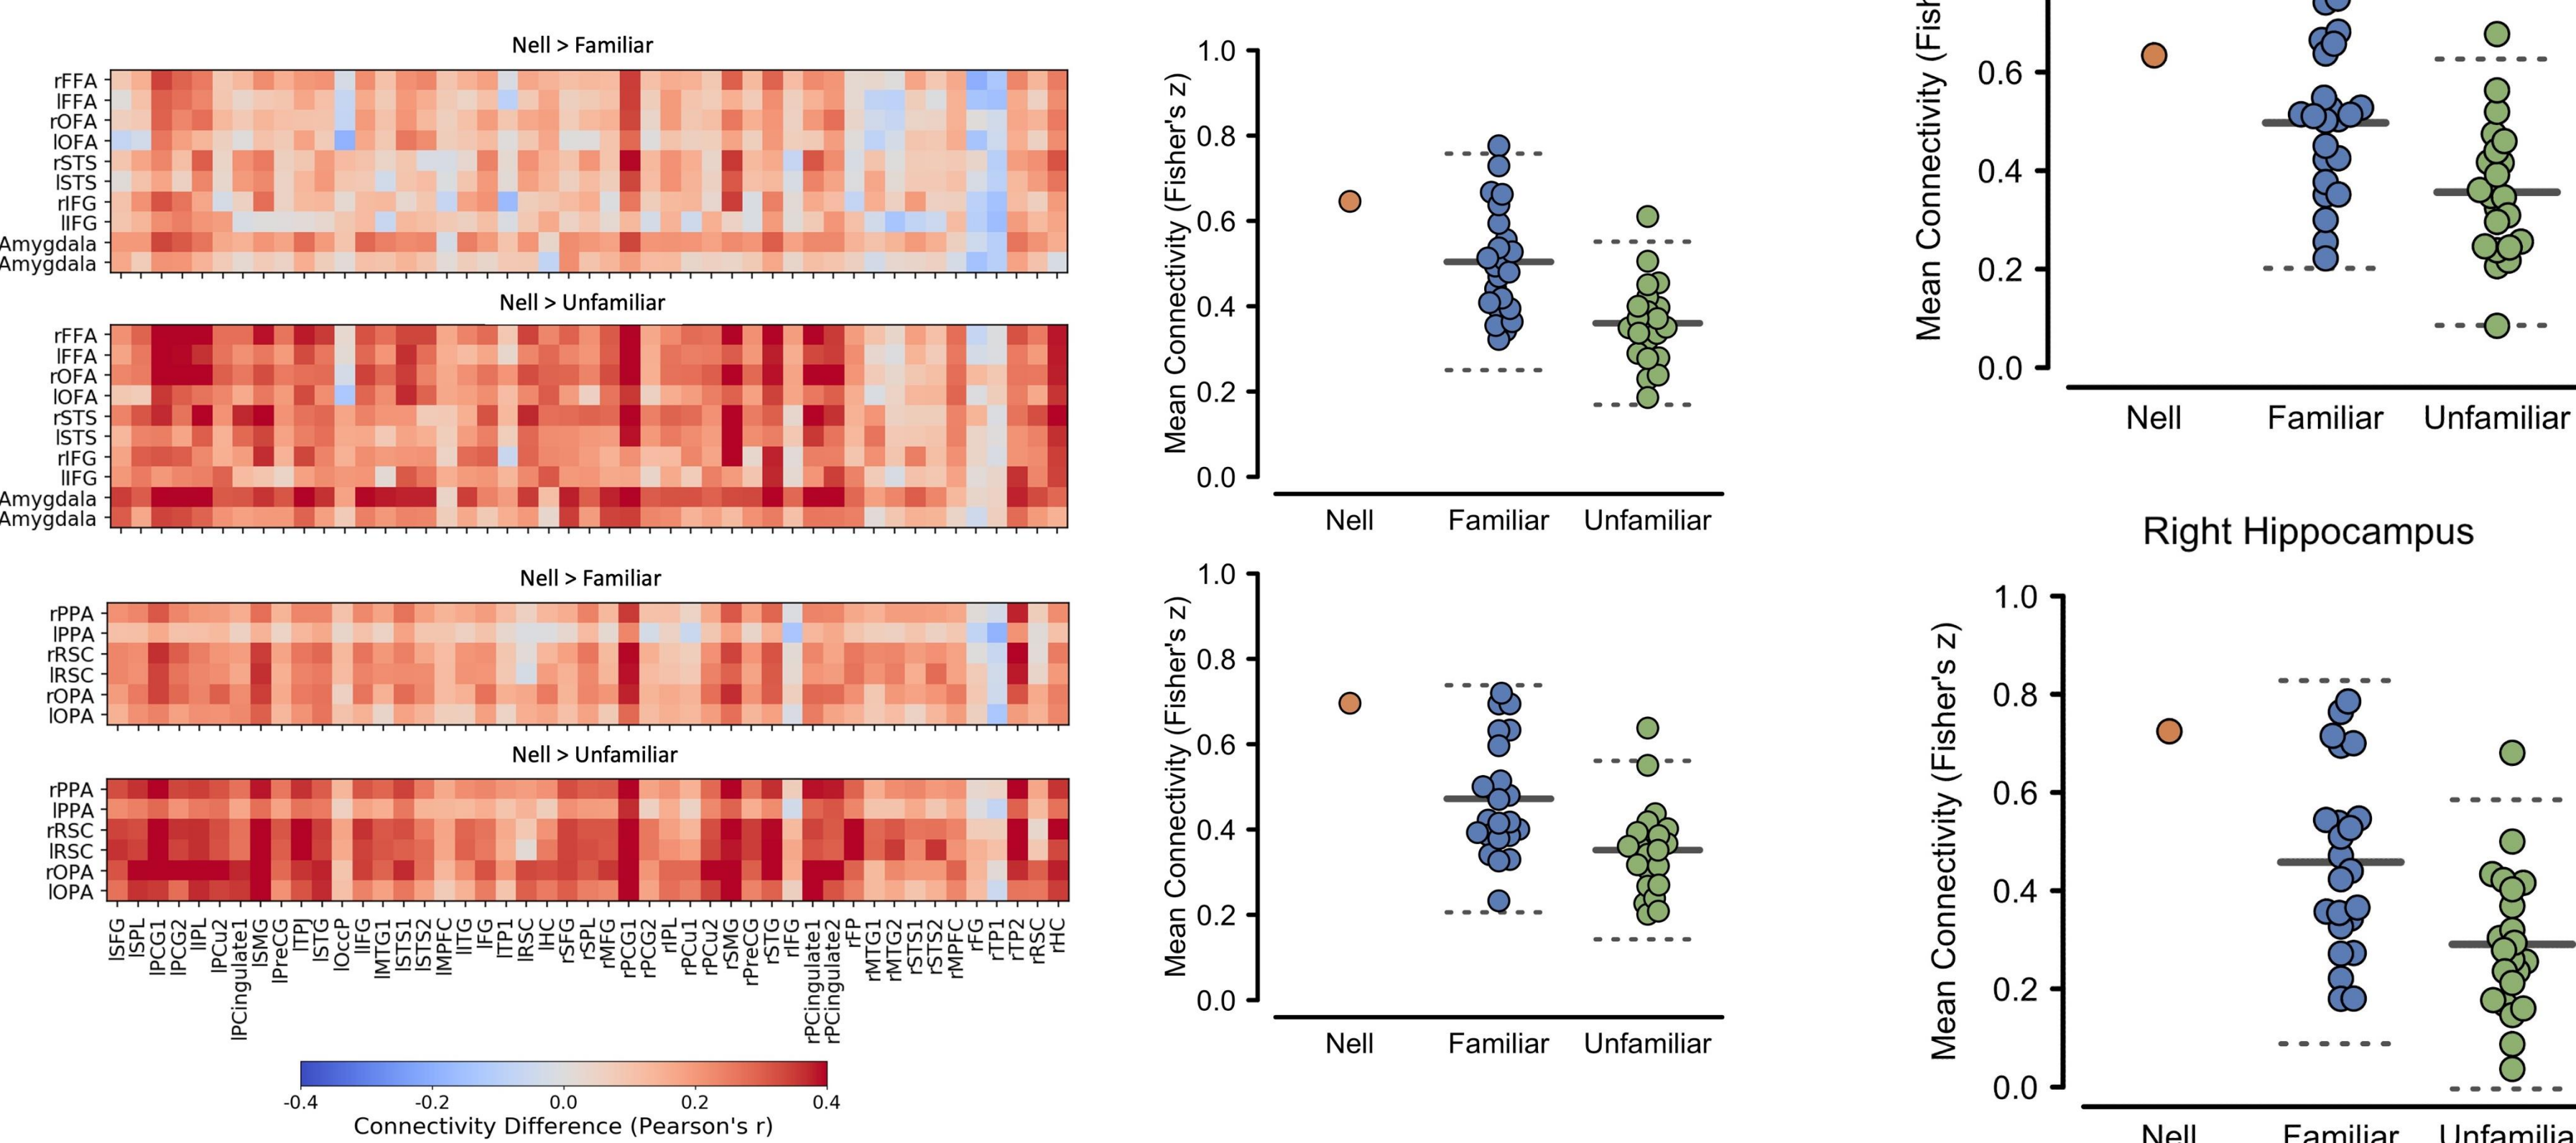 Nell > Familiar
rFFA
lFFA
rOFA
lOFA
rSTS
lSTS
rIFG
lIFG
Amygdala
Amygdala
Nell > Unfamiliar
rFFA
lFFA
rOFA
lOFA
rSTS
lSTS
rIFG
lIFG
Amygdala
Amygdala
Nell > Familiar
rPPA
lPPA
rRSC
lRSC
rOPA
lOPA
Nell > Unfamiliar
rPPA
lPPA
rRSC
lRSC
rOPA
lOPA
lSFG
lSPL
lPCG1
lPCG2
lIPL
lPCu2
lPCingulate1
lSMG
lPreCG
lTPJ
lSTG
lOccP
lIFG
lMTG1
lSTS1
lSTS2
lMPFC
lITG
lFG
lTP1
lRSC
lHC
rSFG
rSPL
rMFG
rPCG1
rPCG2
rIPL
rPCu1
rPCu2
rSMG
rPreCG
rSTG
rIFG
rPCingulate1
rPCingulate2
rFP
rMTG1
rMTG2
rSTS1
rSTS2
rMPFC
rFG
rTP1
rTP2
rRSC
rHC
-0.4 -0.2 0.0 0.2 0.4
Connectivity Difference (Pearson's r)
Mean Connectivity (Fisher's z)
1.0
0.8
0.6
0.4
0.2
0.0
Nell Familiar Unfamiliar
Mean Connectivity (Fisher's z)
1.0
0.8
0.6
0.4
0.2
0.0
Nell Familiar Unfamiliar
Mean Connectivity (Fish
0.6
0.4
0.2
0.0
Nell Familiar Unfamiliar
Right Hippocampus
Mean Connectivity (Fisher's z)
1.0
0.8
0.6
0.4
0.2
0.0
Nell Familiar Unfamilia